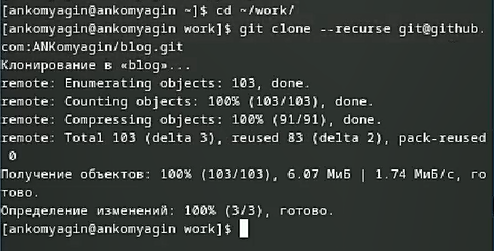 [ankomyagin@ankomyagin ~]$ cd ~/work/
[ankomyagin@ankomyagin work]$ git clone --recurse git@github.
com:ANKomyagin/blog.git
Клонирование в «blog»...
remote: Enumerating objects: 103, done.
remote: Counting objects: 100% (103/103), done.
remote: Compressing objects: 100% (91/91), done.
remote: Total 103 (delta 3), reused 83 (delta 2), pack-reused
0
Получение объектов: 100% (103/103), 6.07 МиБ | 1.74 МиБ/с, го
тово.
Определение изменений: 100% (3/3), готово.
[ankomyagin@ankomyagin work]$